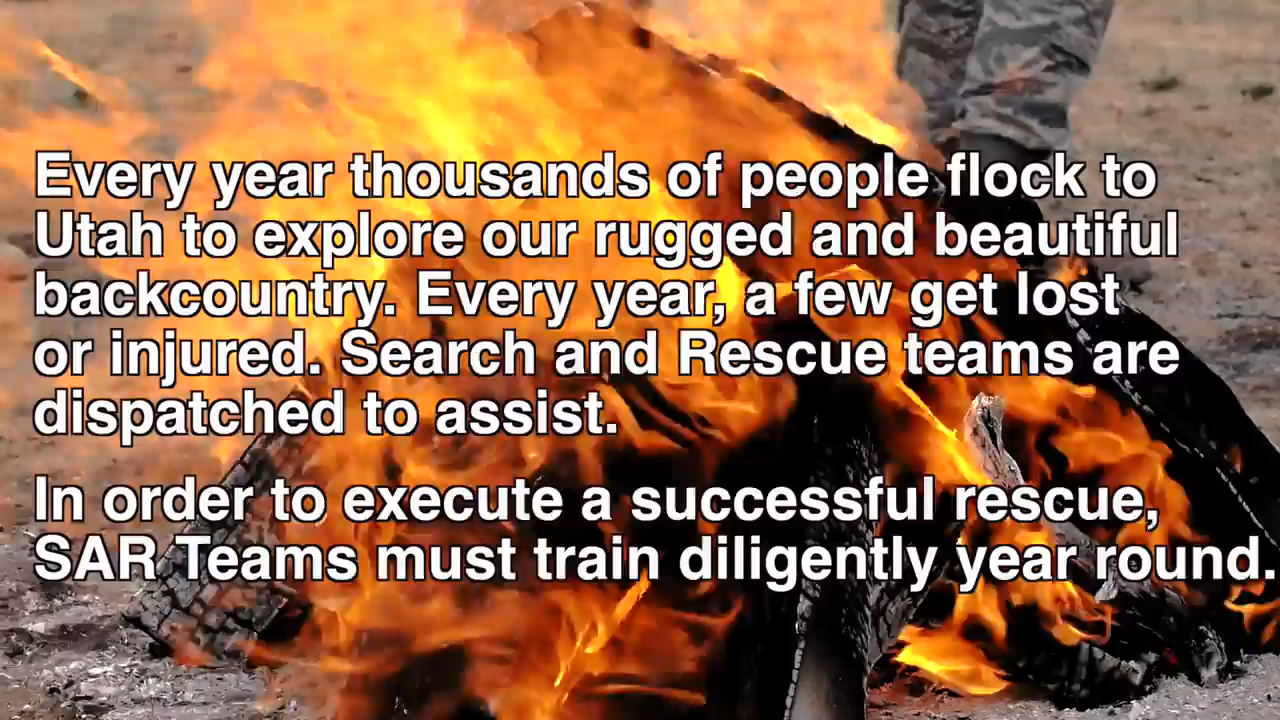 Every year thousands of people flock to
Utah to explore our rugged and beautiful
backcountry. Every year, a few get lost
or injured. Search and Rescue teams are
dispatched to assist.
In order to execute a successful rescue,
SAR Teams must train diligently year round.